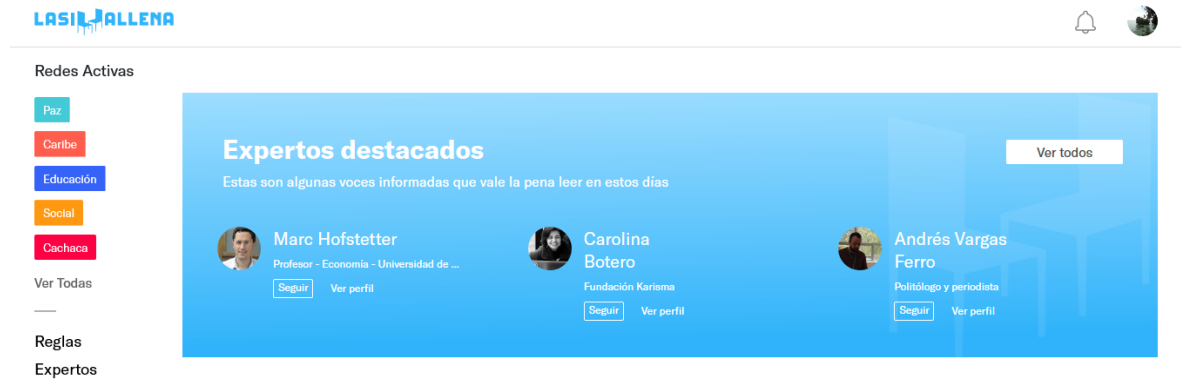 LASILLALLENA
Redes Activas
Paz
Caribe
Educación
Social
Cachaca
Ver Todas
Reglas
Expertos
Expertos destacados
Ver todos
Estas son algunas voces informadas que vale la pena leer en estos días
Marc Hofstetter
Profesor - Economía - Universidad de ...
Seguir Ver perfil
Carolina
Botero
Fundación Karisma
Seguir Ver perfil
Andrés Vargas
Ferro
Politólogo y periodista
Seguir Ver perfil